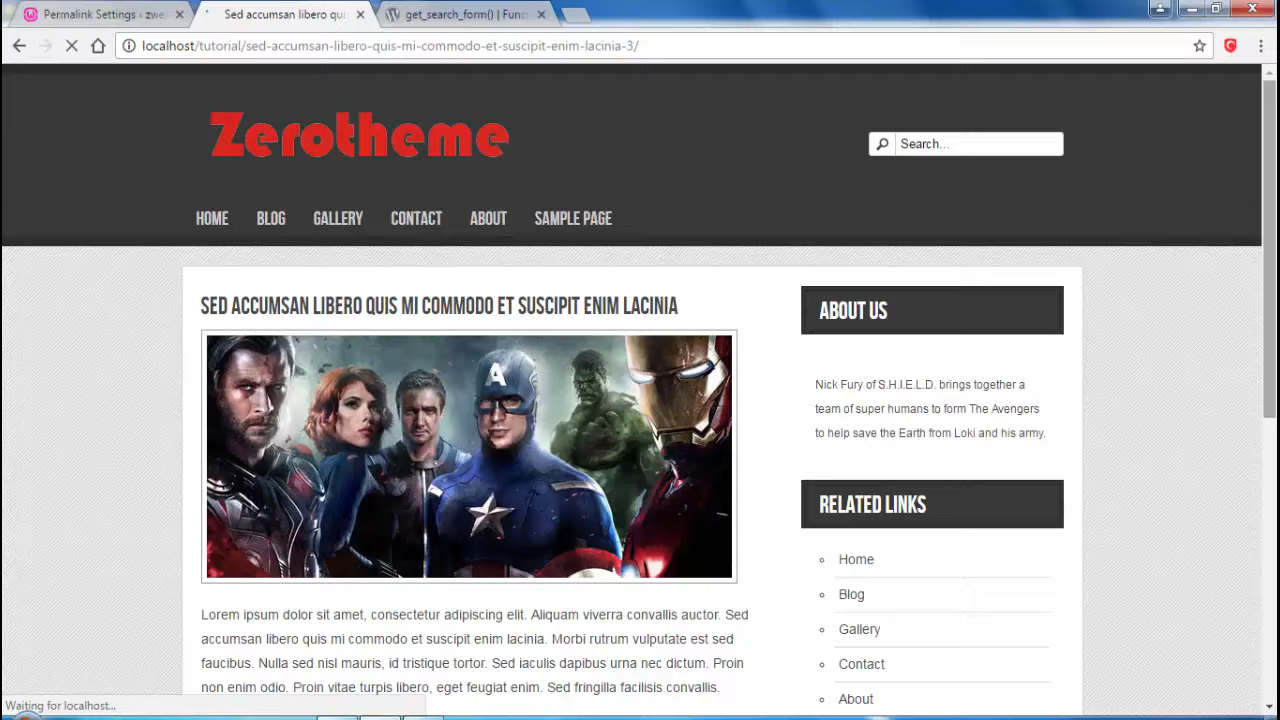 Permalink Settings ‹ zwe
Sed accumsan libero qui
get_search_form() | Func
localhost/tutorial/sed-accumsan-libero-quis-mi-commodo-et-suscipit-enim-lacinia-3/
Zerotheme
Search...
HOME BLOG GALLERY CONTACT ABOUT SAMPLE PAGE
SED ACCUMSAN LIBERO QUIS MI COMMODO ET SUSCIPIT ENIM LACINIA
A
Lorem ipsum dolor sit amet, consectetur adipiscing elit. Aliquam viverra convallis auctor. Sed
accumsan libero quis mi commodo et suscipit enim lacinia. Morbi rutrum vulputate est sed
faucibus. Nulla sed nisl mauris, id tristique tortor. Sed iaculis dapibus urna nec dictum. Proin
non enim odio. Proin vitae turpis libero, eget feugiat enim. Sed fringilla facilisis convallis.
ABOUT US
Nick Fury of S.H.I.E.L.D. brings together a
team of super humans to form The Avengers
to help save the Earth from Loki and his army.
RELATED LINKS
Home
Blog
Gallery
Contact
About
Waiting for localhost...